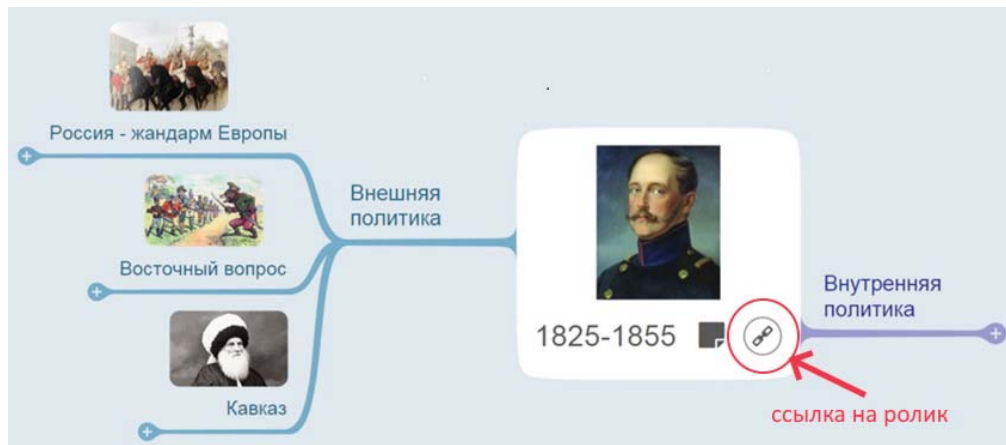 Россия - жандарм Европы
Восточный вопрос
Кавказ
Внешняя
политика
1825-1855
Внутренняя
политика
ссылка на ролик